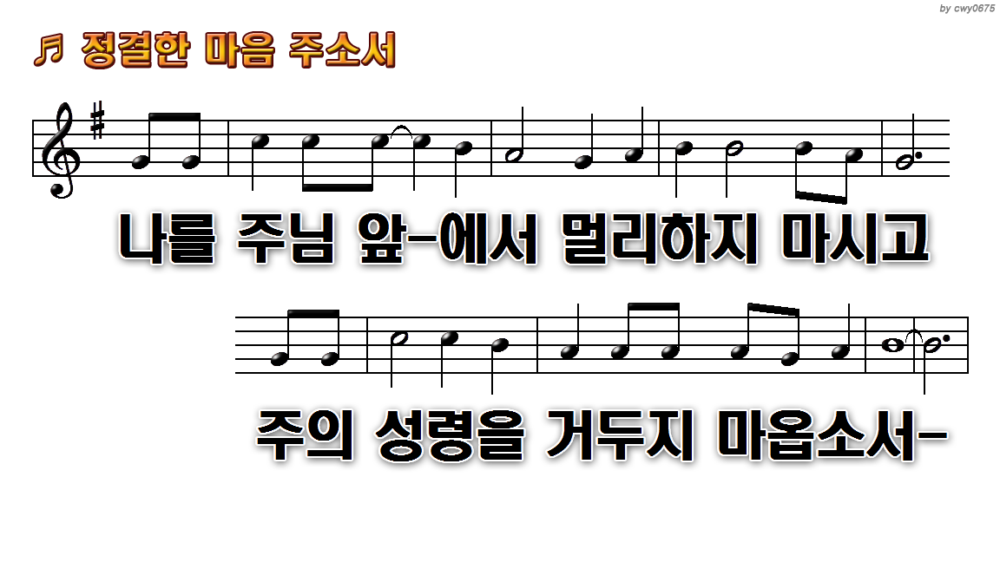 by cwy0675
♬ 정결한 마음 주소서
나를 주님 앞-에서 멀리하지 마시고
주의 성령을 거두지 마옵소서-